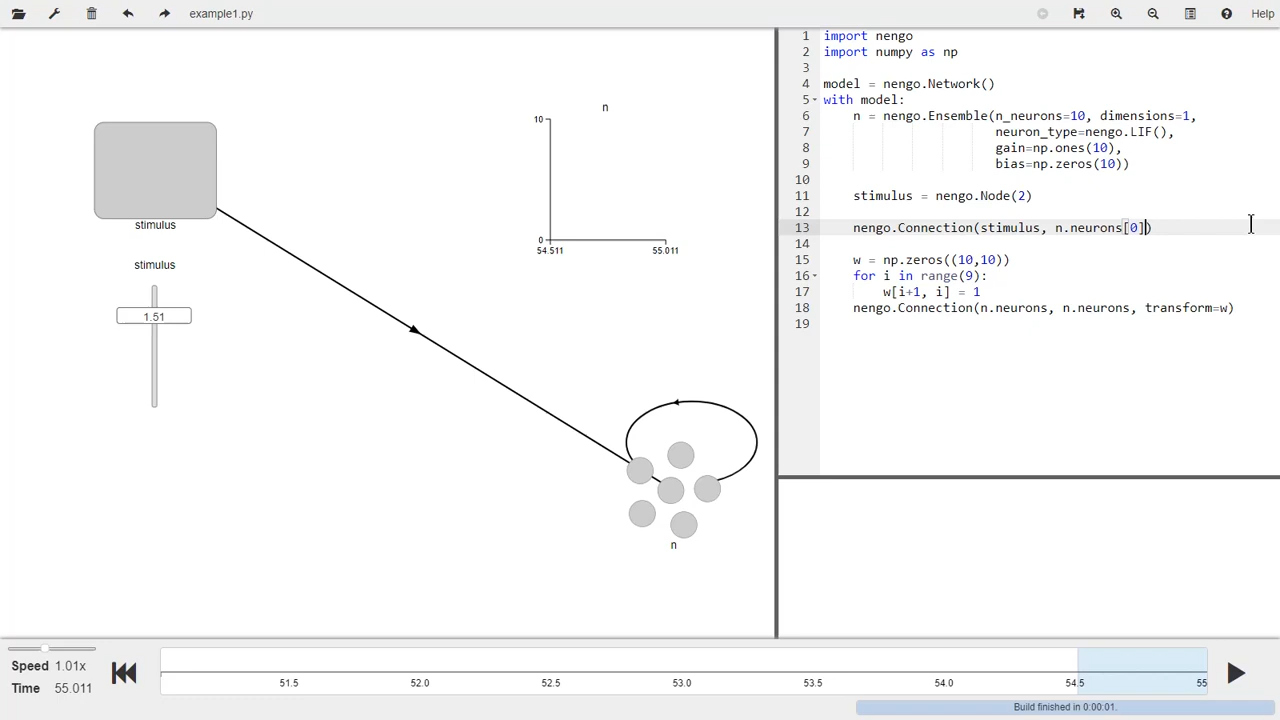 example1.py
Help
stimulus
stimulus
1.51
n
10
0
54.511
55.011
n
1 import nengo
2 import numpy as np
3
4 model = nengo.Network()
5 with model:
6 n = nengo.Ensemble(n_neurons=10, dimensions=1,
7 neuron_type=nengo.LIF(),
8 gain=np.ones(10),
9 bias=np.zeros(10))
10
11 stimulus = nengo.Node(2)
12
13 nengo.Connection(stimulus, n.neurons[0])
14
15 w = np.zeros((10,10))
16 for i in range(9):
17 w[i+1, i] = 1
18 nengo.Connection(n.neurons, n.neurons, transform=w)
19
Speed 1.01x
Time 55.011
51.5 52.0 52.5 53.0 53.5 54.0 54.5 55
Build finished in 0:00:01.